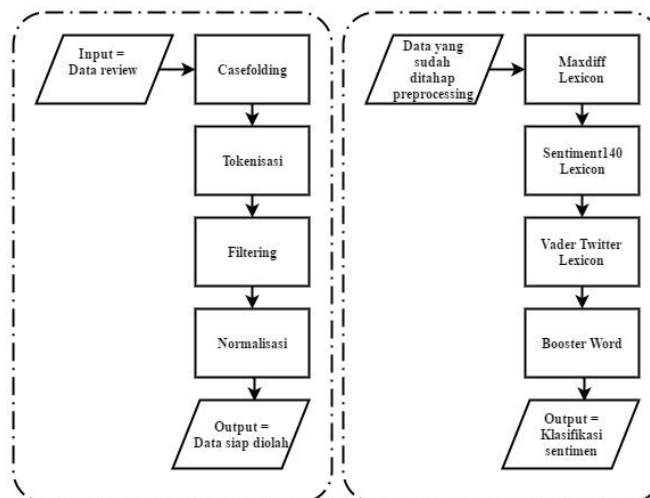 Input =
Data review
Casefolding
Tokenisasi
Filtering
Normalisasi
Output =
Data siap diolah
Data yang
sudah
ditahap
preprocessing
Maxdiff
Lexicon
Sentiment140
Lexicon
Vader Twitter
Lexicon
Booster Word
Output =
Klasifikasi
sentimen